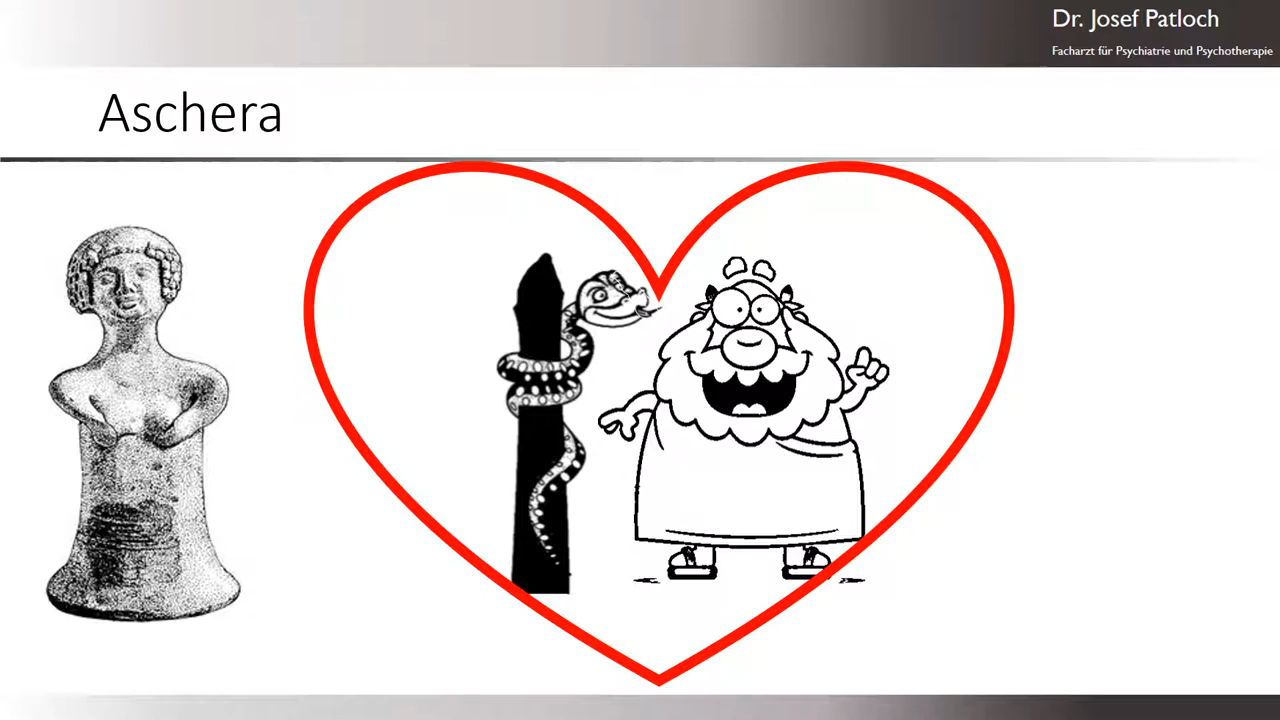 Dr. Josef Patloch
Facharzt für Psychiatrie und Psychotherapie
Aschera